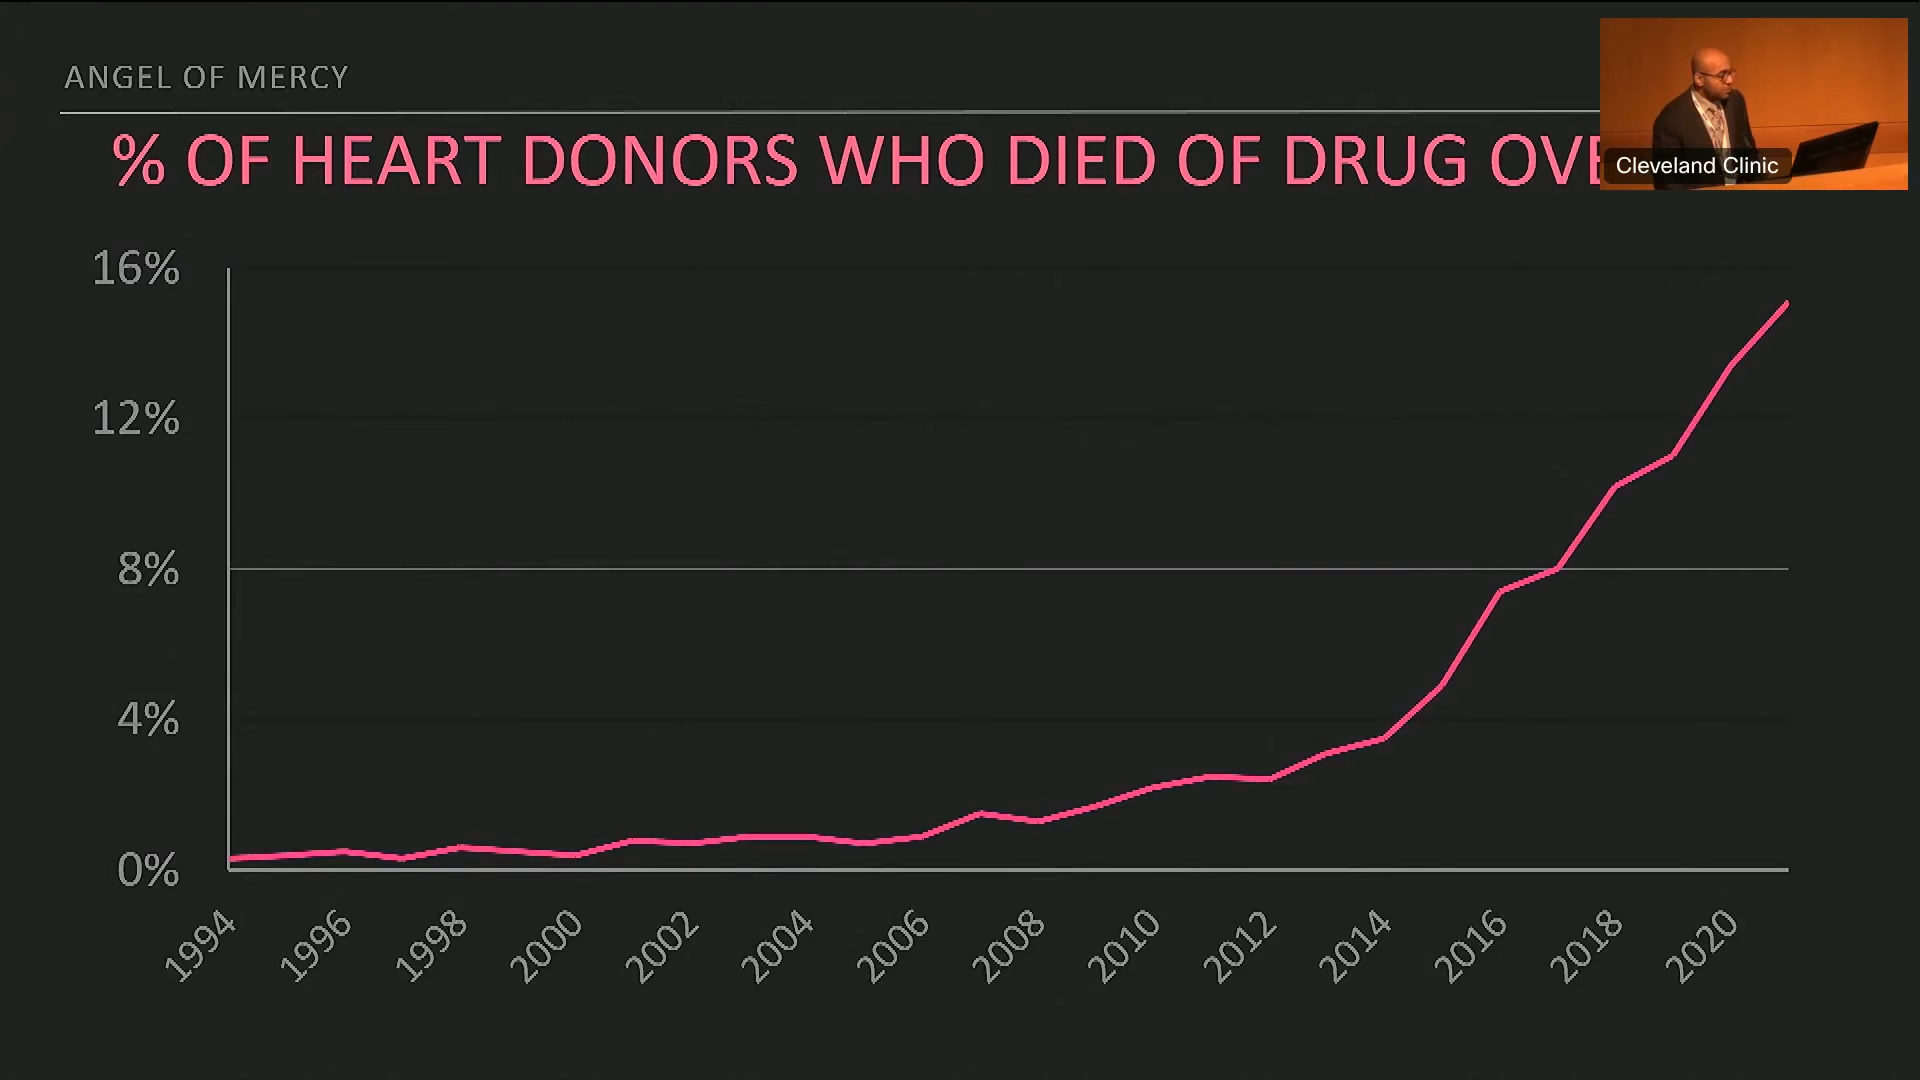 ANGEL OF MERCY
% OF HEART DONORS WHO DIED OF DRUG
Cleveland Clinic
16%
12%
8%
4%
0%
1994 1996 1998 2000 2002 2004 2006 2008 2010 2012 2014 2016 2018 2020